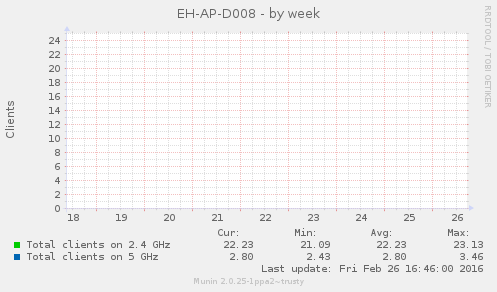 EH-AP-D008 - by week
RRDTOOL / TOBI OETIKER
Clients
24
22
20
18
16
14
12
10
8
6
4
2
0
18 19 20 21 22 23 24 25 26
Cur: Min: Avg: Max:
Total clients on 2.4 GHz 22.23 21.09 22.23 23.13
Total clients on 5 GHz 2.80 2.43 2.80 3.46
Last update: Fri Feb 26 16:46:00 2016
Munin 2.0.25-1ppa2~trusty